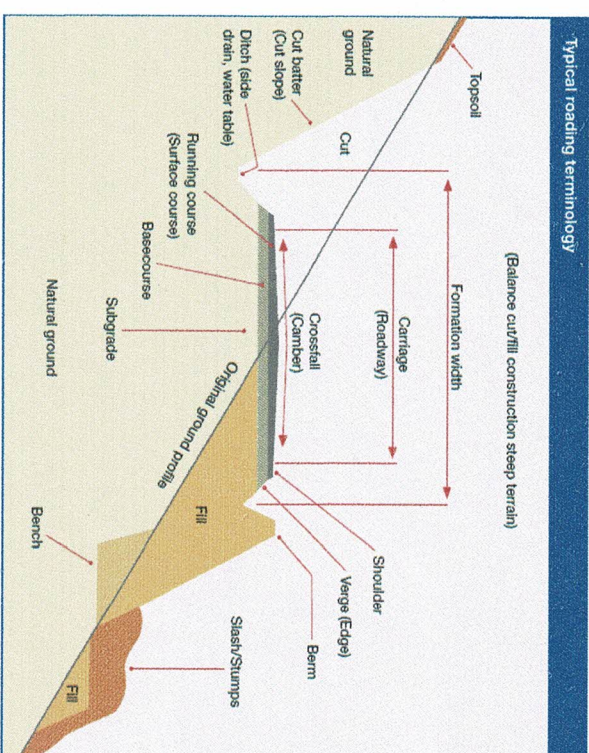 Typical roading terminology
(Balance cut/fill construction steep terrain)
Topsoil
Formation width
Natural
ground
Carriage
(Roadway)
Cut batter
(Cut slope)
Cut
Ditch (side
drain, water table)
Crossfall
(Camber)
Shoulder
Verge (Edge)
Berm
Running course
(Surface course)
Basecourse
Subgrade
Original ground profile
Fill
Slash/Stumps
Natural ground
Bench
Fill